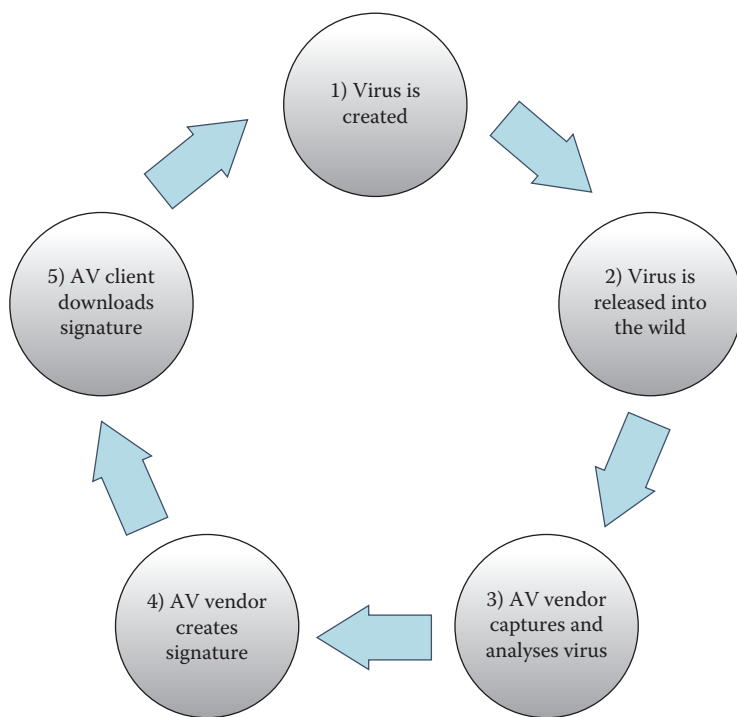 1) Virus is
created
2) Virus is
released into
the wild
3) AV vendor
captures and
analyses virus
4) AV vendor
creates
signature
5) AV client
downloads
signature